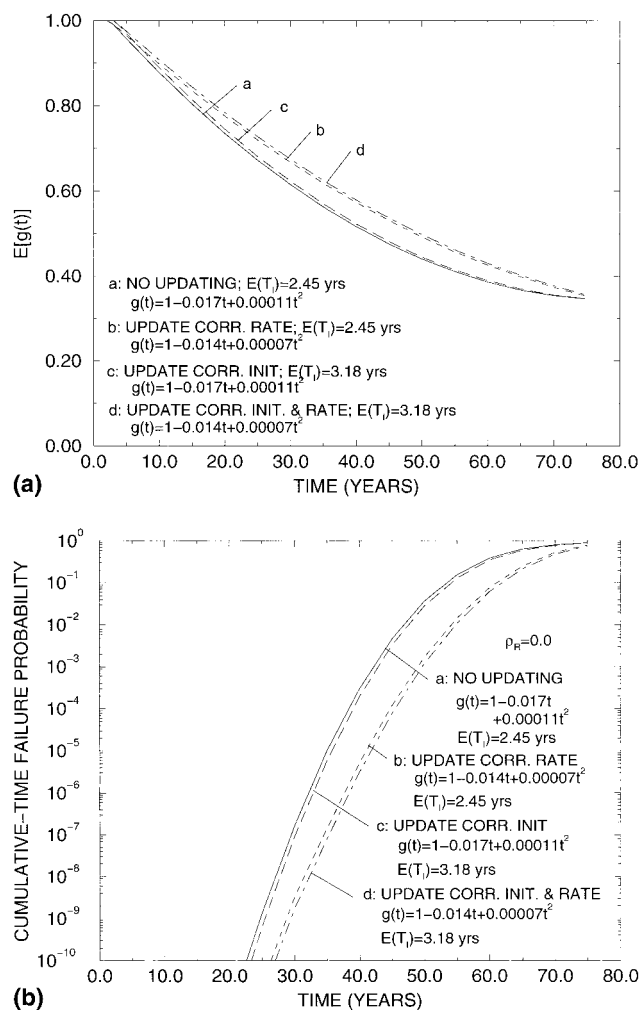 1.00
0.80
0.60
0.40
0.20
0.00
E[g(t)]
a
c
b
d
a: NO UPDATING; E(T_I)=2.45 yrs
g(t)=1−0.017t+0.00011t²
b: UPDATE CORR. RATE; E(T_I)=2.45 yrs
g(t)=1−0.014t+0.00007t²
c: UPDATE CORR. INIT; E(T_I)=3.18 yrs
g(t)=1−0.017t+0.00011t²
d: UPDATE CORR. INIT. & RATE; E(T_I)=3.18 yrs
g(t)=1−0.014t+0.00007t²
0.0 10.0 20.0 30.0 40.0 50.0 60.0 70.0 80.0
TIME (YEARS)
(a)
10⁰
10⁻¹
10⁻²
10⁻³
10⁻⁴
10⁻⁵
10⁻⁶
10⁻⁷
10⁻⁸
10⁻⁹
10⁻¹⁰
CUMULATIVE−TIME FAILURE PROBABILITY
ρ_R=0.0
a: NO UPDATING
g(t)=1−0.017t
+0.00011t²
E(T_I)=2.45 yrs
b: UPDATE CORR. RATE
g(t)=1−0.014t+0.00007t²
E(T_I)=2.45 yrs
c: UPDATE CORR. INIT
g(t)=1−0.017t+0.00011t²
E(T_I)=3.18 yrs
d: UPDATE CORR. INIT. & RATE
g(t)=1−0.014t+0.00007t²
E(T_I)=3.18 yrs
0.0 10.0 20.0 30.0 40.0 50.0 60.0 70.0 80.0
TIME (YEARS)
(b)